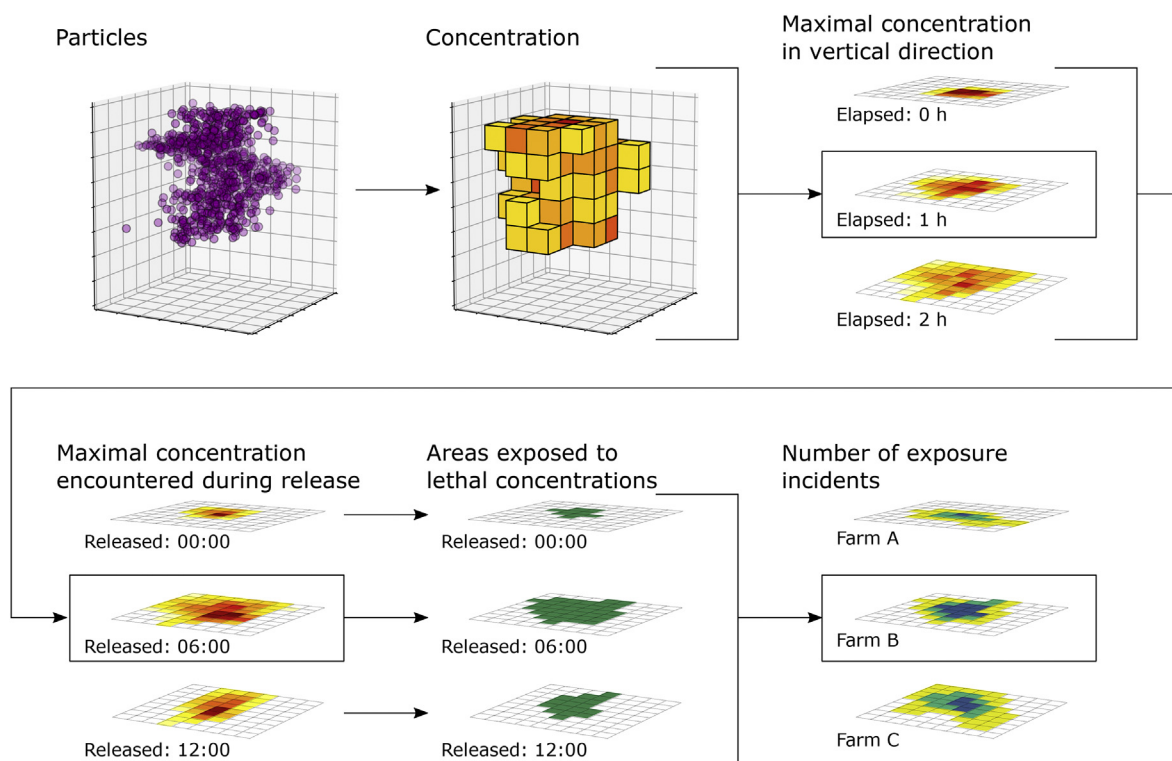 Particles
Concentration
Maximal concentration
in vertical direction
Elapsed: 0 h
Elapsed: 1 h
Elapsed: 2 h
Maximal concentration
encountered during release
Released: 00:00
Released: 06:00
Released: 12:00
Areas exposed to
lethal concentrations
Released: 00:00
Released: 06:00
Released: 12:00
Number of exposure
incidents
Farm A
Farm B
Farm C